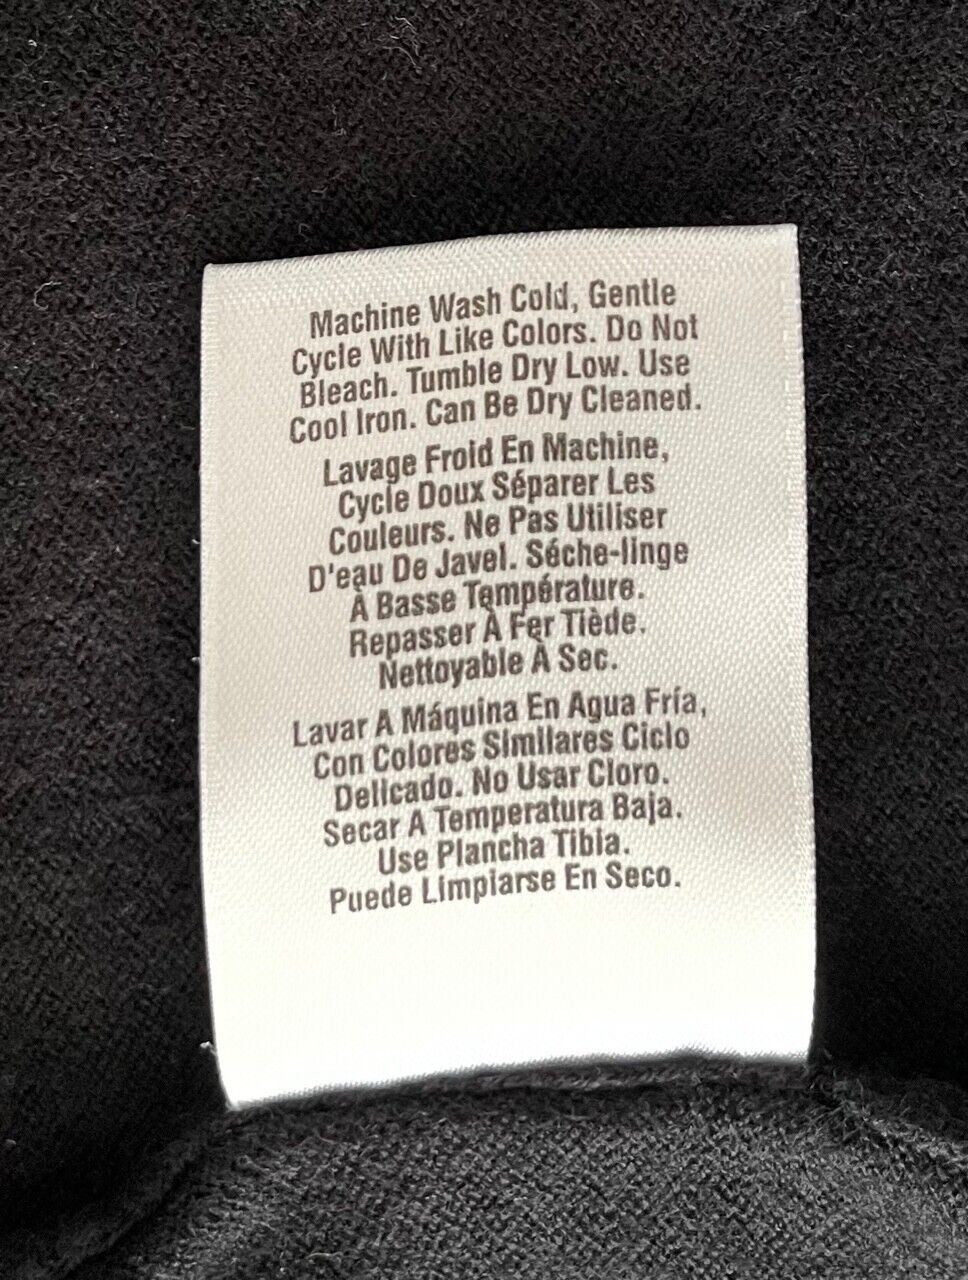 Machine Wash Cold, Gentle
Cycle With Like Colors. Do Not
Bleach. Tumble Dry Low. Use
Cool Iron. Can Be Dry Cleaned.
Lavage Froid En Machine,
Cycle Doux Séparer Les
Couleurs. Ne Pas Utiliser
D'eau De Javel. Séche-linge
À Basse Température.
Repasser À Fer Tiède.
Nettoyable À Sec.
Lavar A Máquina En Agua Fría,
Con Colores Similares Ciclo
Delicado. No Usar Cloro.
Secar A Temperatura Baja.
Use Plancha Tibia.
Puede Limpiarse En Seco.